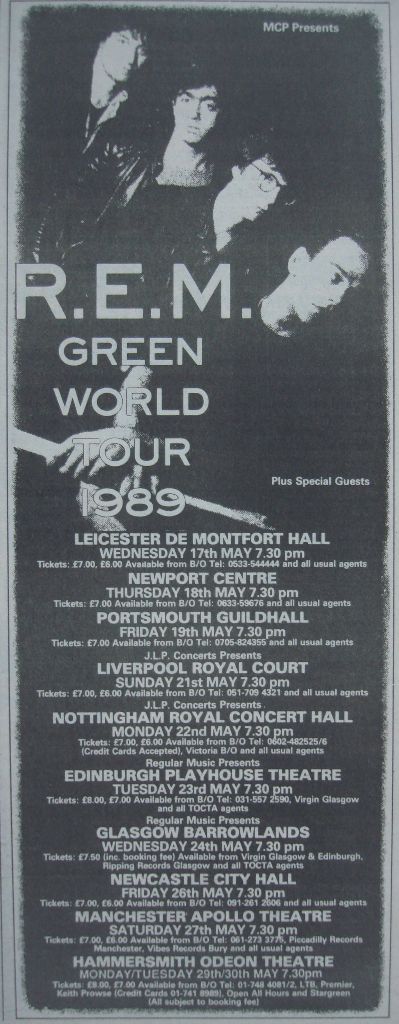 MCP Presents
R.E.M.
GREEN
WORLD
TOUR
1989
Plus Special Guests
LEICESTER DE MONTFORT HALL
WEDNESDAY 17th MAY 7.30 pm
Tickets: £7.00, £6.00 Available from B/O Tel: 0533-544444 and all usual agents
NEWPORT CENTRE
THURSDAY 18th MAY 7.30 pm
Tickets: £7.00 Available from B/O Tel: 0633-59676 and all usual agents
PORTSMOUTH GUILDHALL
FRIDAY 19th MAY 7.30 pm
Tickets: £7.00 Available from B/O Tel: 0705-824355 and all usual agents
J.L.P. Concerts Presents
LIVERPOOL ROYAL COURT
SUNDAY 21st MAY 7.30 pm
Tickets: £7.00, £6.00 Available from B/O Tel: 051-709 4321 and all usual agents
J.L.P. Concerts Presents
NOTTINGHAM ROYAL CONCERT HALL
MONDAY 22nd MAY 7.30 pm
Tickets: £7.00, £6.00 Available from B/O Tel: 0602-482525/6
(Credit Cards Accepted), Victoria B/O and all usual agents
Regular Music Presents
EDINBURGH PLAYHOUSE THEATRE
TUESDAY 23rd MAY 7.30 pm
Tickets: £8.00, £7.00 Available from B/O Tel: 031-557 2590, Virgin Glasgow
and all TOCTA agents
Regular Music Presents
GLASGOW BARROWLANDS
WEDNESDAY 24th MAY 7.30 pm
Tickets: £7.50 (inc. booking fee) Available from Virgin Glasgow & Edinburgh,
Ripping Records Glasgow and all TOCTA agents
NEWCASTLE CITY HALL
FRIDAY 26th MAY 7.30 pm
Tickets: £7.00, £6.00 Available from B/O Tel: 091-261 2606 and all usual agents
MANCHESTER APOLLO THEATRE
SATURDAY 27th MAY 7.30 pm
Tickets: £7.00, £6.00 Available from B/O Tel: 061-273 3775, Piccadilly Records
Manchester, Vibes Records Bury and all usual agents
HAMMERSMITH ODEON THEATRE
MONDAY/TUESDAY 29th/30th MAY 7.30pm
Tickets: £8.00, £7.00 Available from B/O Tel: 01-748 4081/2, LTB, Premier,
Keith Prowse (Credit Cards 01-741 8989), Open All Hours and Stargreen
(All subject to booking fee)